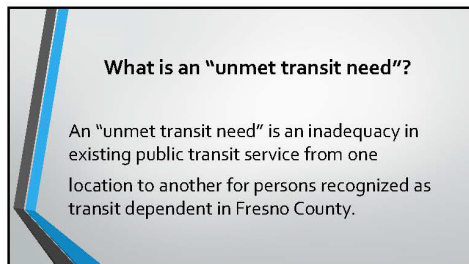 What is an “unmet transit need”?
An “unmet transit need” is an inadequacy in
existing public transit service from one
location to another for persons recognized as
transit dependent in Fresno County.